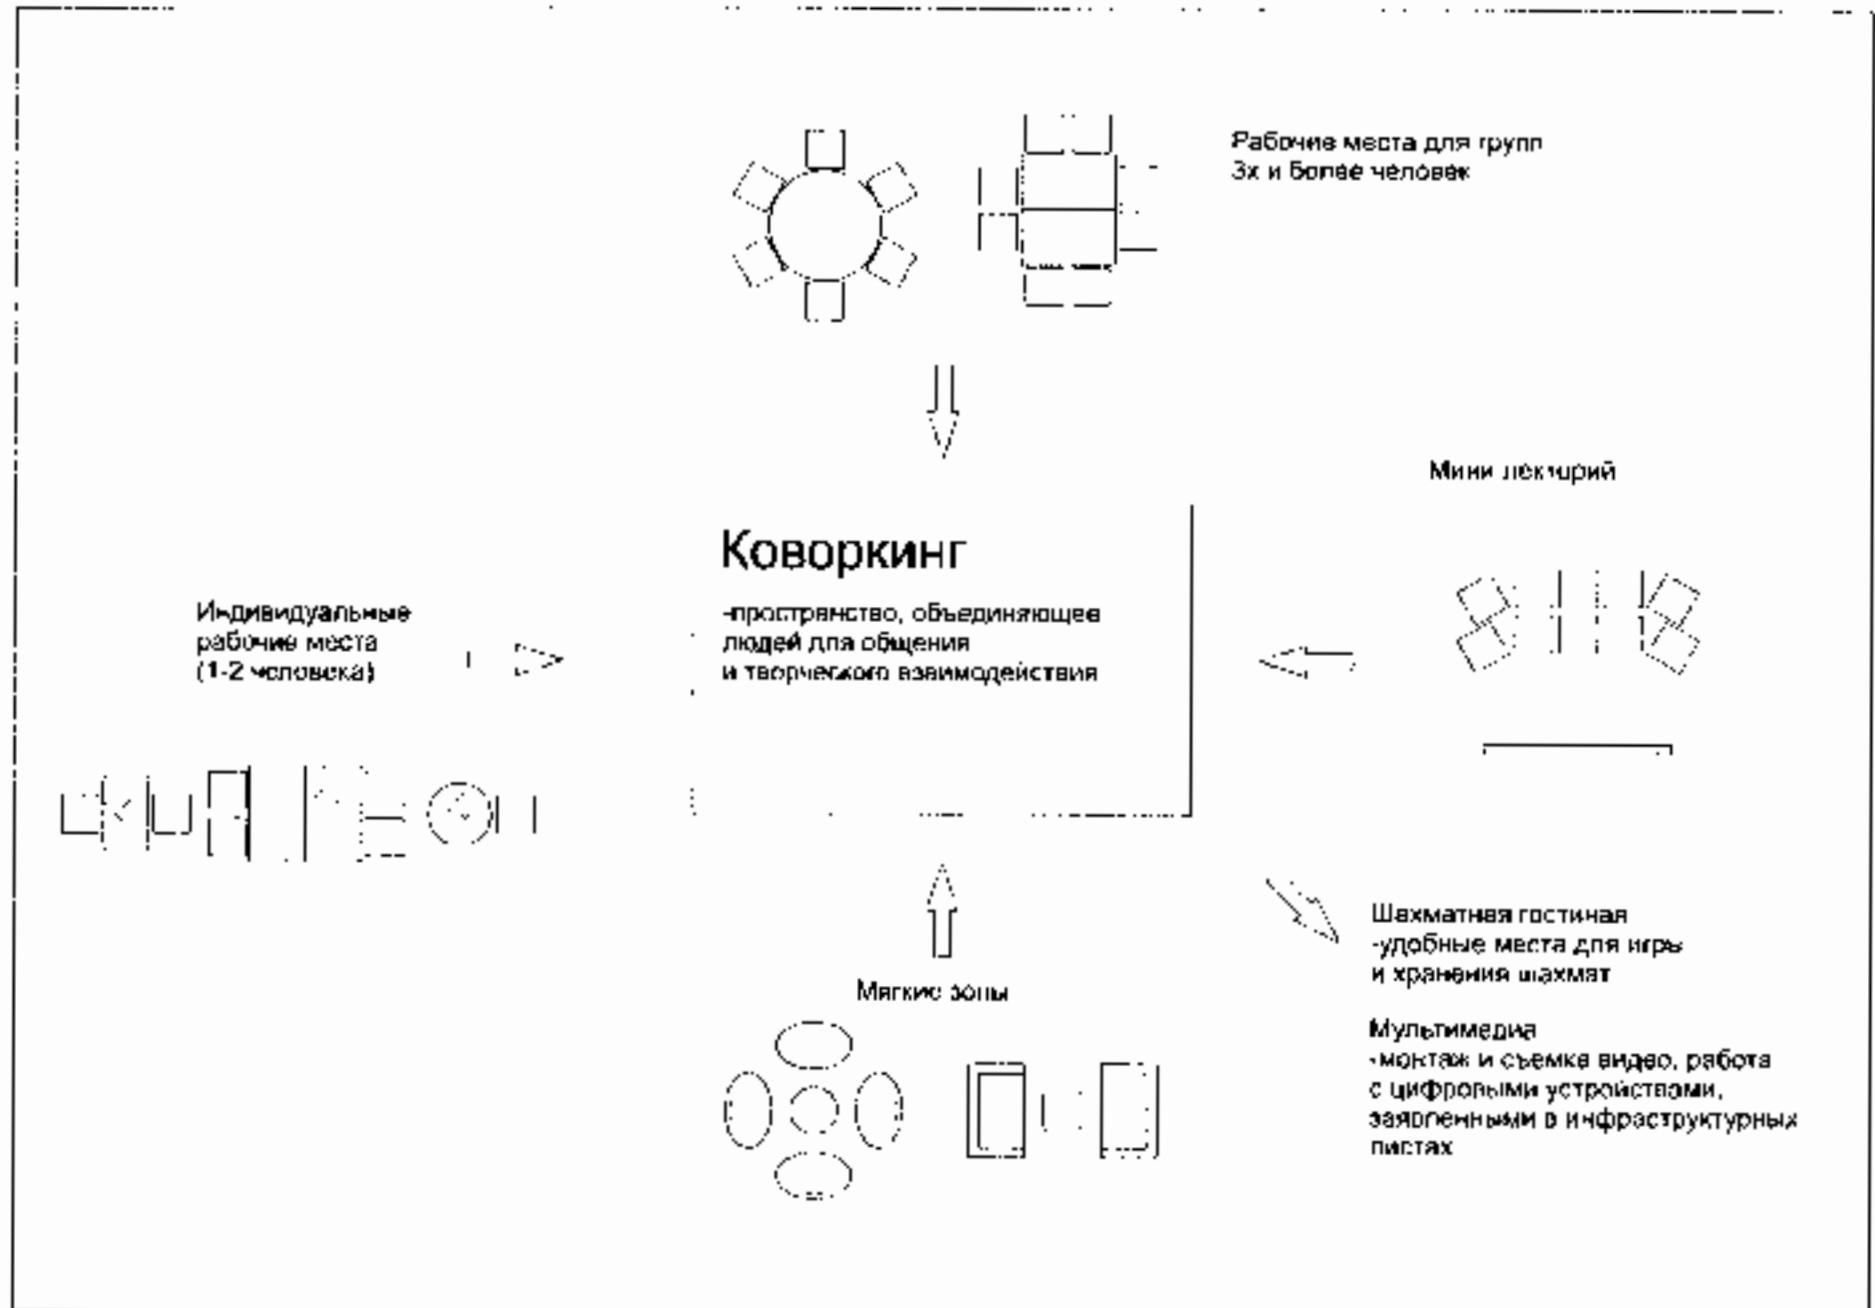 Рабочие места для групп
3х и более человек
Мини лекторий
Коворкинг
-пространство, объединяющее
людей для общения
и творческого взаимодействия
Индивидуальные
рабочие места
(1-2 человека)
Шахматная гостиная
-удобные места для игры
и хранения шахмат
Мягкие зоны
Мультимедиа
-монтаж и съемка видео, работа
с цифровыми устройствами,
заявленными в инфраструктурных
листах